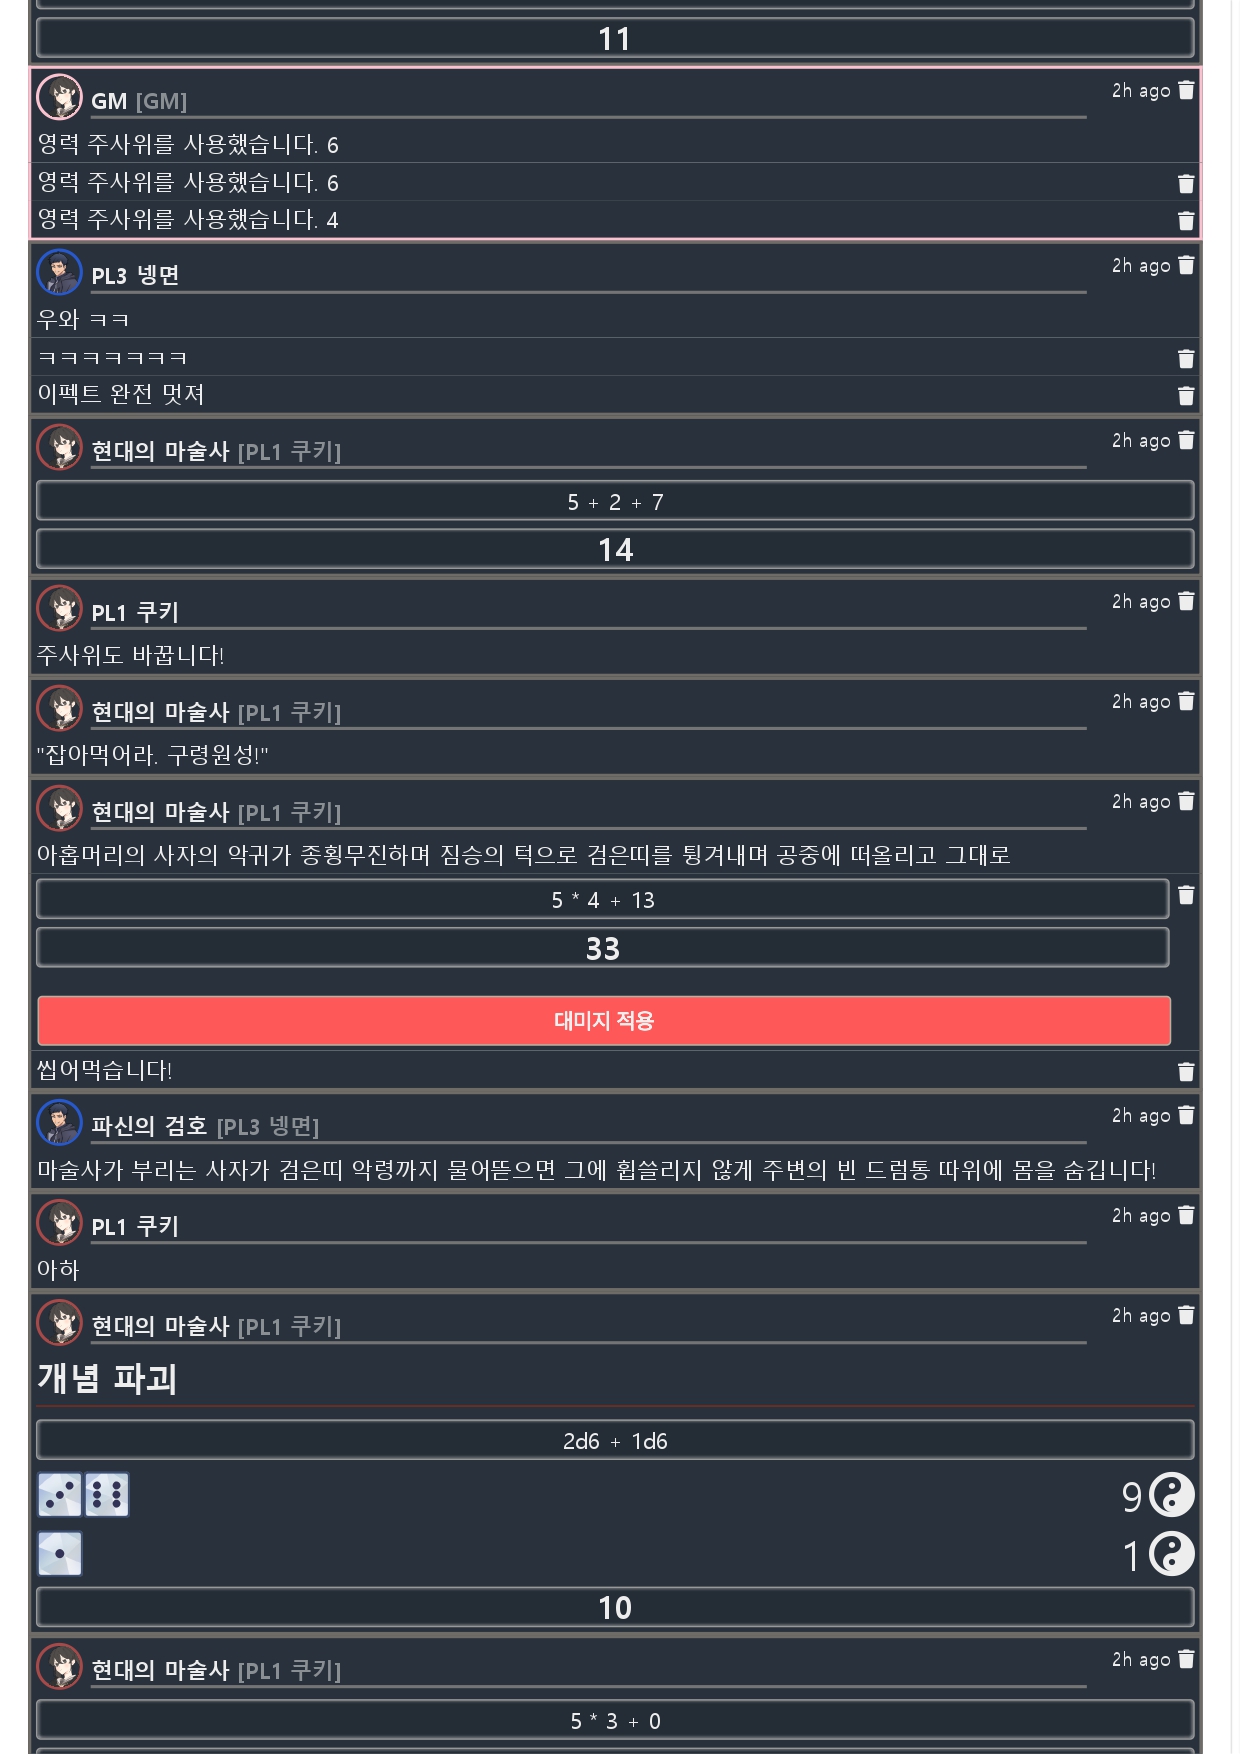 11
GM [GM]
2h ago
영력 주사위를 사용했습니다. 6
영력 주사위를 사용했습니다. 6
영력 주사위를 사용했습니다. 4
PL3 넹면
2h ago
우와 ㅋㅋ
ㅋㅋㅋㅋㅋㅋㅋ
이펙트 완전 멋져
현대의 마술사 [PL1 쿠키]
2h ago
5 + 2 + 7
14
PL1 쿠키
2h ago
주사위도 바꿉니다!
현대의 마술사 [PL1 쿠키]
2h ago
"잡아먹어라. 구령원성!"
현대의 마술사 [PL1 쿠키]
2h ago
아홉머리의 사자의 악귀가 종횡무진하며 짐승의 턱으로 검은띠를 튕겨내며 공중에 떠올리고 그대로
5 * 4 + 13
33
대미지 적용
씹어먹습니다!
파신의 검호 [PL3 넹면]
2h ago
마술사가 부리는 사자가 검은띠 악령까지 물어뜯으면 그에 휩쓸리지 않게 주변의 빈 드럼통 따위에 몸을 숨깁니다!
PL1 쿠키
2h ago
아하
현대의 마술사 [PL1 쿠키]
2h ago
개념 파괴
2d6 + 1d6
9
1
10
현대의 마술사 [PL1 쿠키]
2h ago
5 * 3 + 0